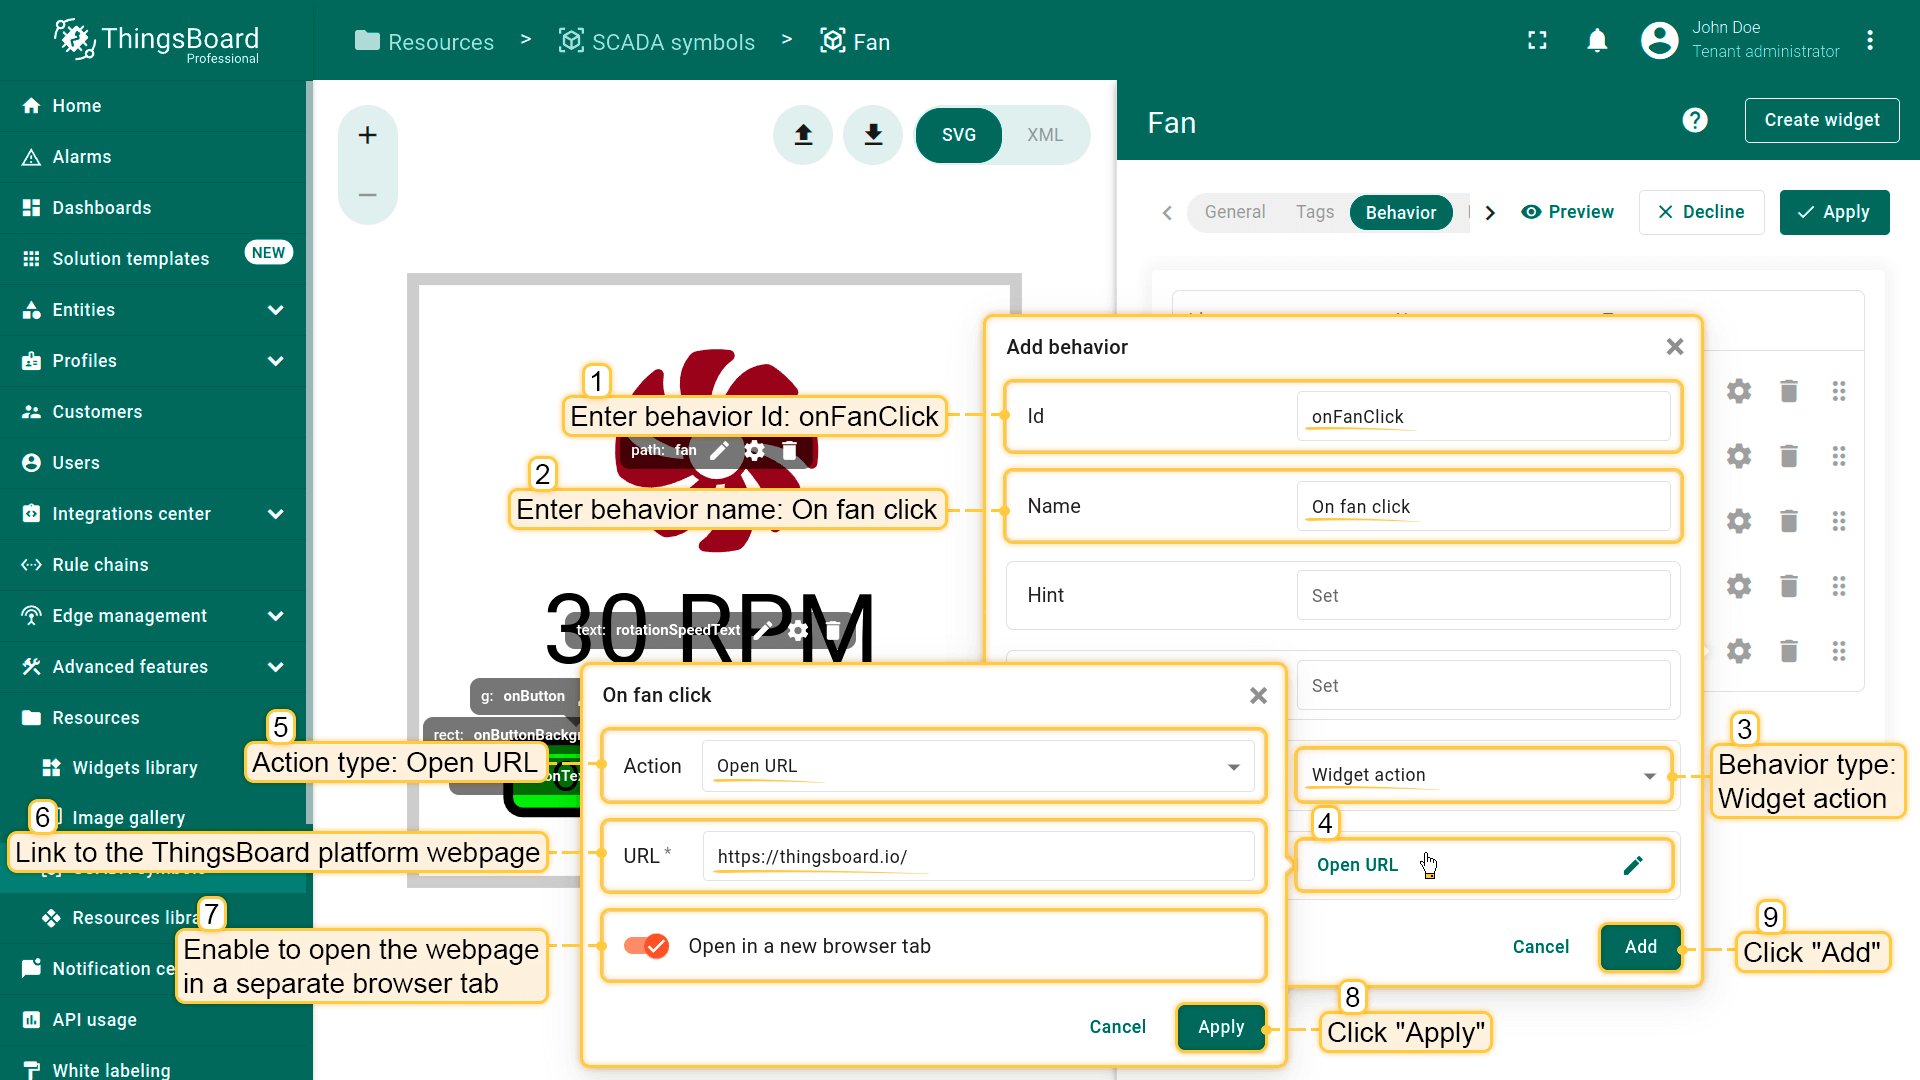 ThingsBoard
Professional
Resources > SCADA symbols > Fan
John Doe
Tenant administrator
Home
Alarms
Dashboards
Solution templates NEW
Entities
Profiles
Customers
Users
Integrations center
Rule chains
Edge management
Advanced features
Resources
Widgets library
Image gallery
Resources libra
Notification ce
API usage
White labeling
+
−
SVG XML
Fan
Create widget
General Tags Behavior
Preview
Decline
Apply
Add behavior
Id onFanClick
Name On fan click
Hint Set
Set
Widget action
Open URL
Cancel Add
path: fan
30 RPM
text: rotationSpeedText
g: onButton
rect: onButtonBackgr
onTex
On fan click
Action Open URL
URL * https://thingsboard.io/
Open in a new browser tab
Cancel Apply
1
Enter behavior Id: onFanClick
2
Enter behavior name: On fan click
3
Behavior type:
Widget action
4
5
Action type: Open URL
6
Link to the ThingsBoard platform webpage
7
Enable to open the webpage
in a separate browser tab
8
Click "Apply"
9
Click "Add"